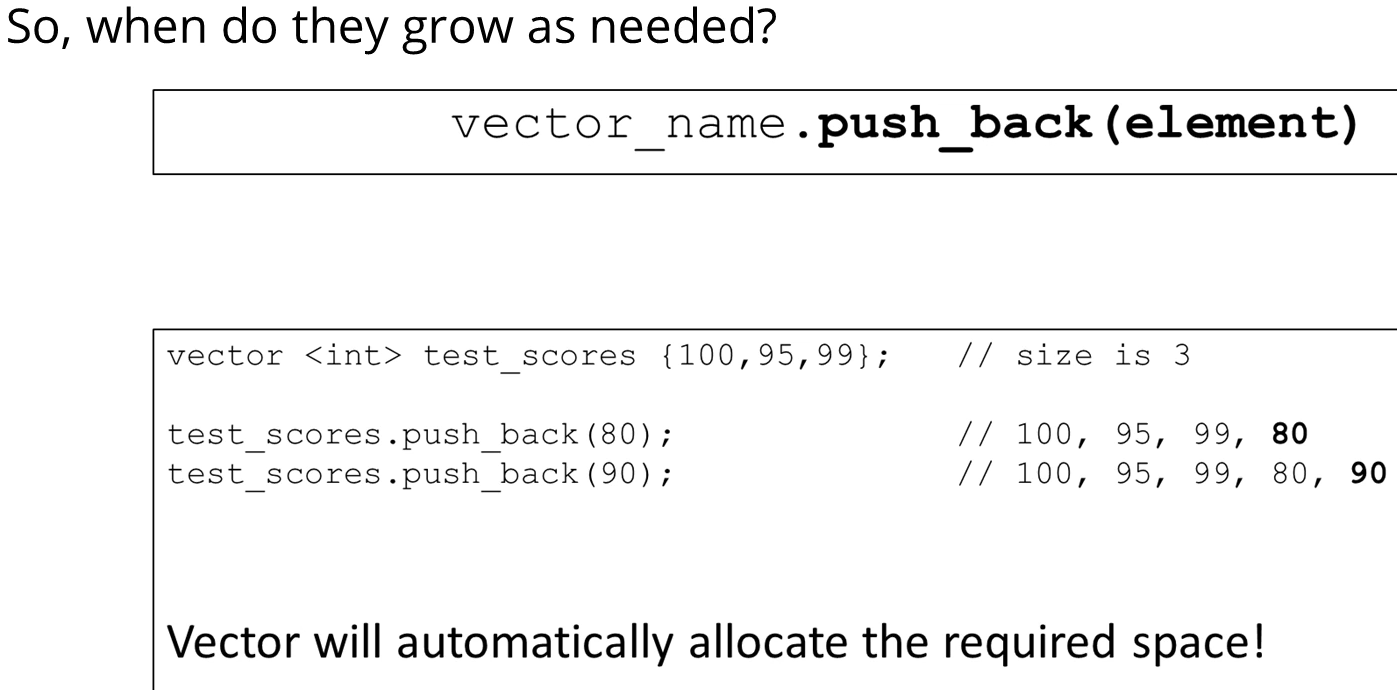 So, when do they grow as needed?
vector_name.push_back(element)
vector <int> test_scores {100,95,99};   // size is 3
test_scores.push_back(80);   // 100, 95, 99, 80
test_scores.push_back(90);   // 100, 95, 99, 80, 90
Vector will automatically allocate the required space!